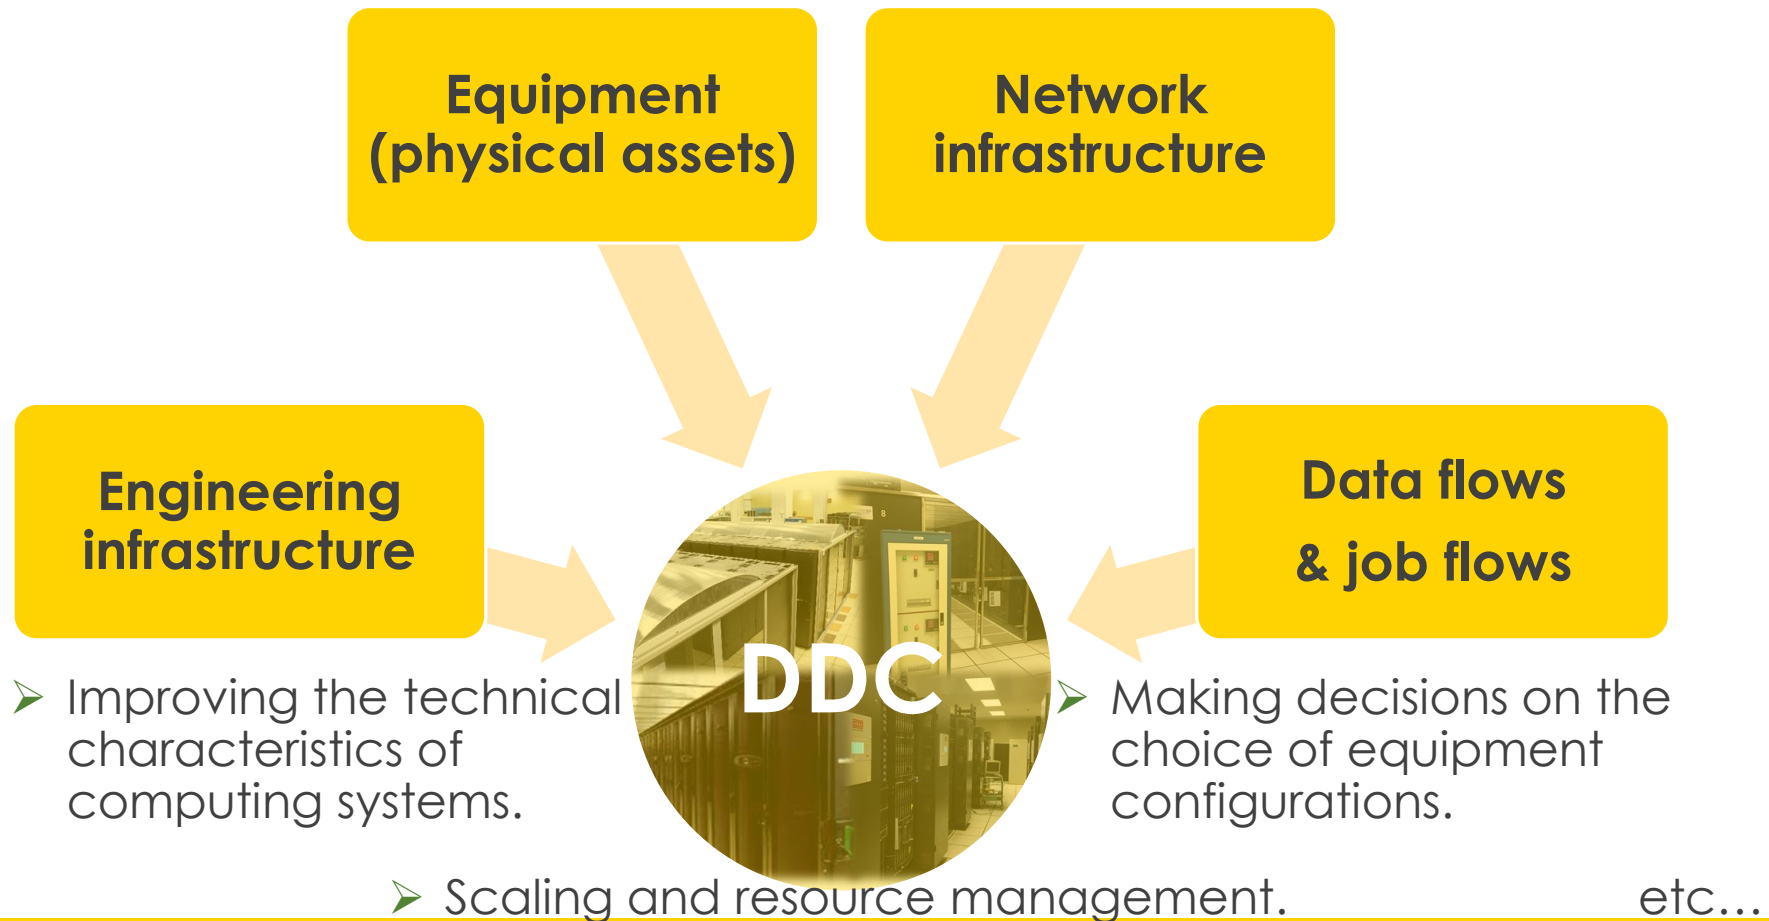 Equipment
(physical assets)
Network
infrastructure
Engineering
infrastructure
Data flows
& job flows
DDC
➢ Improving the technical
characteristics of
computing systems.
➢ Making decisions on the
choice of equipment
configurations.
➢ Scaling and resource management.
etc...
8